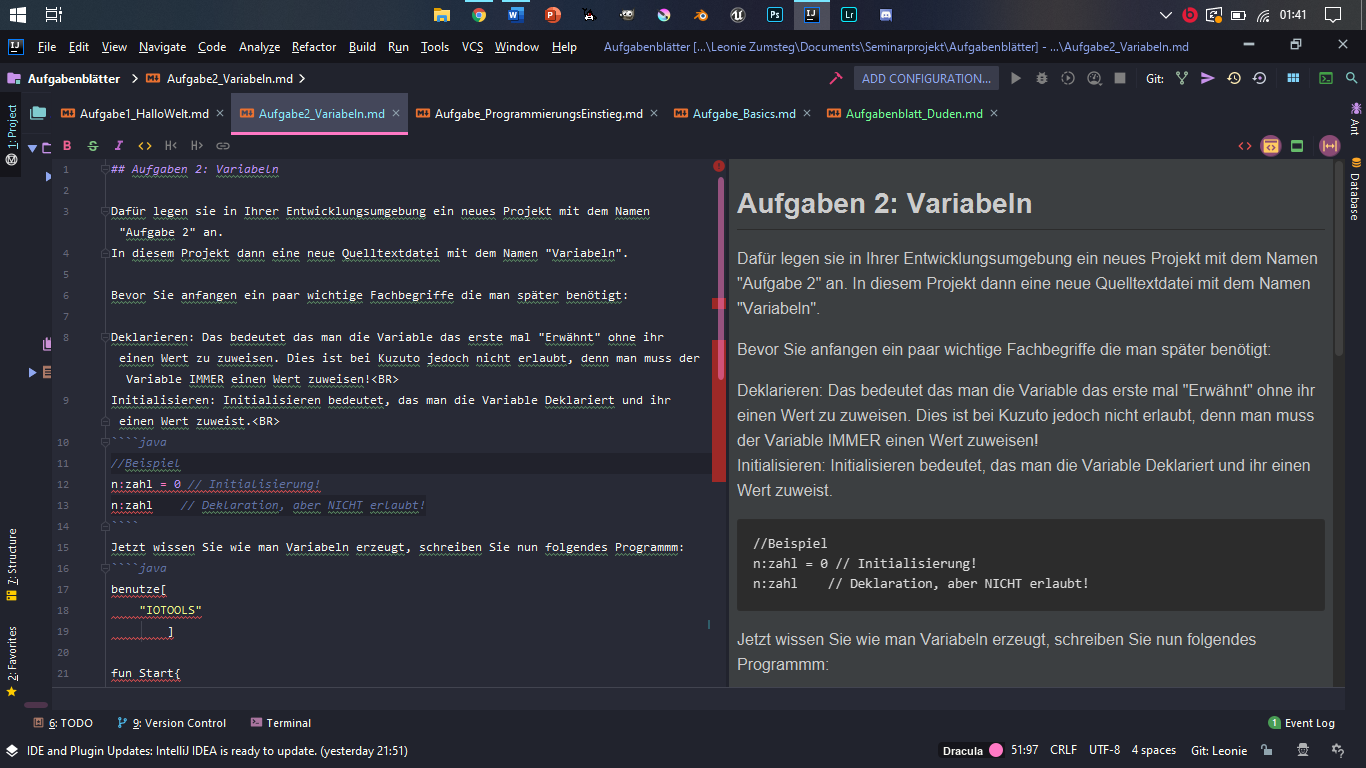 01:41
File Edit View Navigate Code Analyze Refactor Build Run Tools VCS Window Help Aufgabenblätter [...\Leonie Zumsteg\Documents\Seminarprojekt\Aufgabenblätter] - ...\Aufgabe2_Variabeln.md
Aufgabenblätter Aufgabe2_Variabeln.md ADD CONFIGURATION... Git:
Aufgabe1_HalloWelt.md Aufgabe2_Variabeln.md Aufgabe_ProgrammierungsEinstieg.md Aufgabe_Basics.md Aufgabenblatt_Duden.md
1: Project
7: Structure
2: Favorites
B S I <> H< H>
1 ## Aufgaben 2: Variabeln
2
3 Dafür legen sie in Ihrer Entwicklungsumgebung ein neues Projekt mit dem Namen
"Aufgabe 2" an.
4 In diesem Projekt dann eine neue Quelltextdatei mit dem Namen "Variabeln".
5
6 Bevor Sie anfangen ein paar wichtige Fachbegriffe die man später benötigt:
7
8 Deklarieren: Das bedeutet das man die Variable das erste mal "Erwähnt" ohne ihr
einen Wert zu zuweisen. Dies ist bei Kuzuto jedoch nicht erlaubt, denn man muss der
Variable IMMER einen Wert zuweisen!<BR>
9 Initialisieren: Initialisieren bedeutet, das man die Variable Deklariert und ihr
einen Wert zuweist.<BR>
10 ````java
11 //Beispiel
12 n:zahl = 0 // Initialisierung!
13 n:zahl    // Deklaration, aber NICHT erlaubt!
14 ````
15 Jetzt wissen Sie wie man Variabeln erzeugt, schreiben Sie nun folgendes Programmm:
16 ````java
17 benutze[
18 "IOTOOLS"
19 ]
20
21 fun Start{
Aufgaben 2: Variabeln
Dafür legen sie in Ihrer Entwicklungsumgebung ein neues Projekt mit dem Namen
"Aufgabe 2" an. In diesem Projekt dann eine neue Quelltextdatei mit dem Namen
"Variabeln".
Bevor Sie anfangen ein paar wichtige Fachbegriffe die man später benötigt:
Deklarieren: Das bedeutet das man die Variable das erste mal "Erwähnt" ohne ihr
einen Wert zu zuweisen. Dies ist bei Kuzuto jedoch nicht erlaubt, denn man muss
der Variable IMMER einen Wert zuweisen!
Initialisieren: Initialisieren bedeutet, das man die Variable Deklariert und ihr einen
Wert zuweist.
//Beispiel
n:zahl = 0 // Initialisierung!
n:zahl    // Deklaration, aber NICHT erlaubt!
Jetzt wissen Sie wie man Variabeln erzeugt, schreiben Sie nun folgendes
Programmm:
Ant
Database
6: TODO 9: Version Control Terminal 1 Event Log
IDE and Plugin Updates: IntelliJ IDEA is ready to update. (yesterday 21:51) Dracula 51:97 CRLF UTF-8 4 spaces Git: Leonie